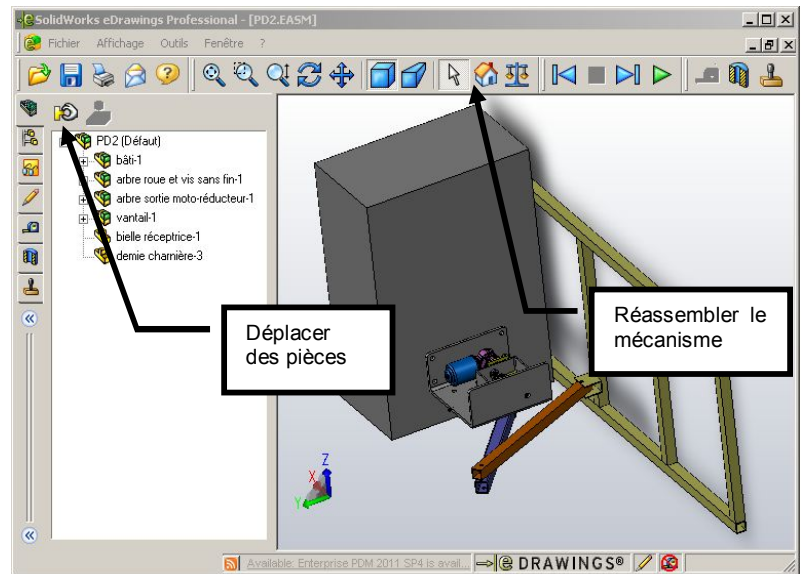 SolidWorks eDrawings Professional - [PD2.EASM]
Fichier Affichage Outils Fenêtre ?
PD2 (Défaut)
bâti-1
arbre roue et vis sans fin-1
arbre sortie moto-réducteur-1
vantail-1
bielle réceptrice-1
demie charnière-3
Déplacer
des pièces
Réassembler le
mécanisme
Z
X
Y
Available: Enterprise PDM 2011 SP4 is avail...
DRAWINGS®